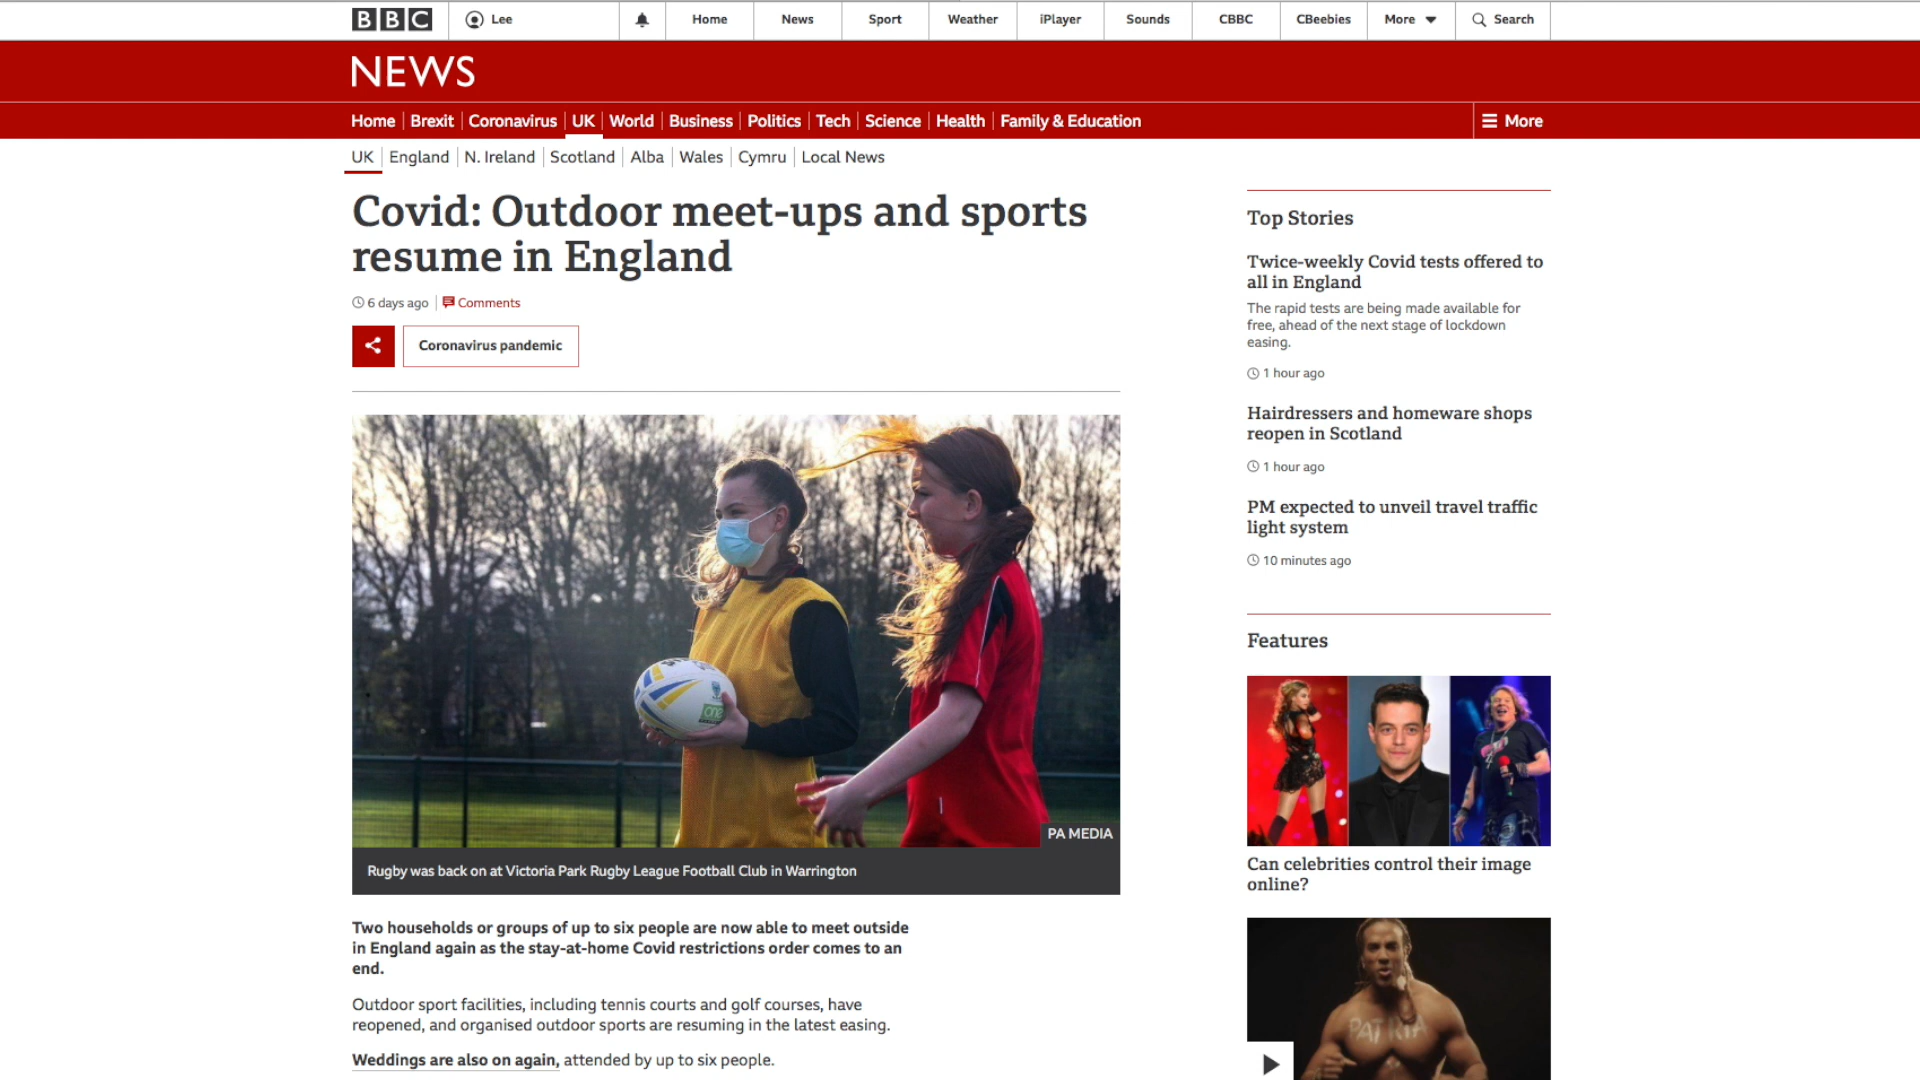 BBC
Lee
Home
News
Sport
Weather
iPlayer
Sounds
CBBC
CBeebies
More
Search
NEWS
Home
Brexit
Coronavirus
UK
World
Business
Politics
Tech
Science
Health
Family & Education
More
UK
England
N. Ireland
Scotland
Alba
Wales
Cymru
Local News
Covid: Outdoor meet-ups and sports
resume in England
6 days ago
Comments
Coronavirus pandemic
one
PA MEDIA
Rugby was back on at Victoria Park Rugby League Football Club in Warrington
Two households or groups of up to six people are now able to meet outside
in England again as the stay-at-home Covid restrictions order comes to an
end.
Outdoor sport facilities, including tennis courts and golf courses, have
reopened, and organised outdoor sports are resuming in the latest easing.
Weddings are also on again, attended by up to six people.
Top Stories
Twice-weekly Covid tests offered to
all in England
The rapid tests are being made available for
free, ahead of the next stage of lockdown
easing.
1 hour ago
Hairdressers and homeware shops
reopen in Scotland
1 hour ago
PM expected to unveil travel traffic
light system
10 minutes ago
Features
Can celebrities control their image
online?
PATRIA